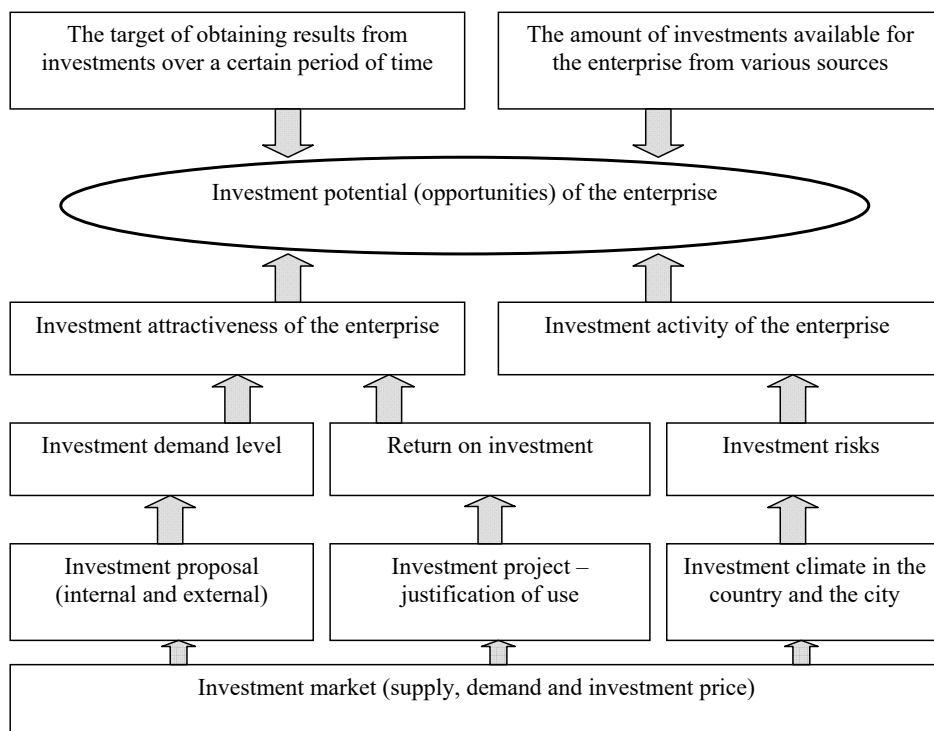 The target of obtaining results from
investments over a certain period of time
The amount of investments available for
the enterprise from various sources
Investment potential (opportunities) of the enterprise
Investment attractiveness of the enterprise
Investment activity of the enterprise
Investment demand level
Return on investment
Investment risks
Investment proposal
(internal and external)
Investment project –
justification of use
Investment climate in the
country and the city
Investment market (supply, demand and investment price)